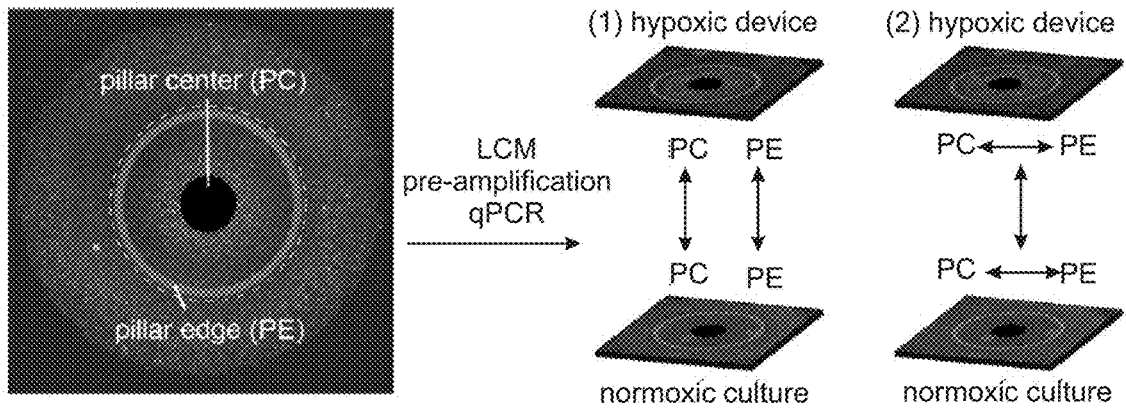 pillar center (PC)
pillar edge (PE)
LCM
pre-amplification
qPCR
(1) hypoxic device
PC PE
PC PE
normoxic culture
(2) hypoxic device
PC PE
PC PE
normoxic culture